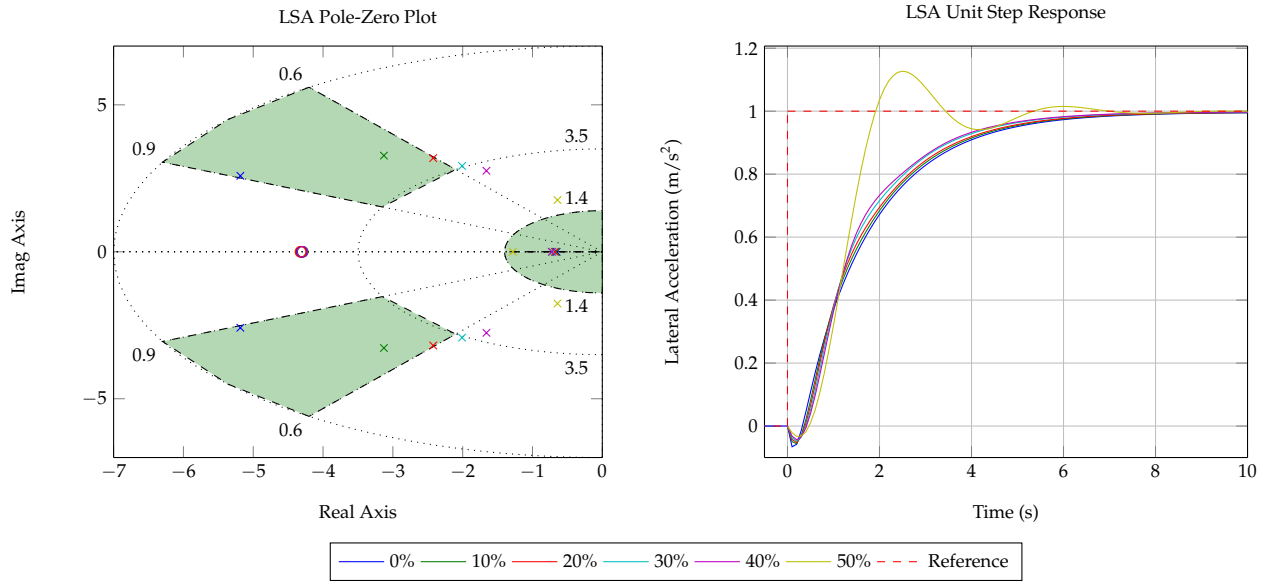 LSA Pole-Zero Plot
0.6
5
0.9
3.5
1.4
0
1.4
0.9
3.5
−5
0.6
−7 −6 −5 −4 −3 −2 −1 0
Imag Axis
Real Axis
LSA Unit Step Response
1.2
1
0.8
0.6
0.4
0.2
0
0 2 4 6 8 10
Lateral Acceleration (m/s²)
Time (s)
0% 10% 20% 30% 40% 50% Reference